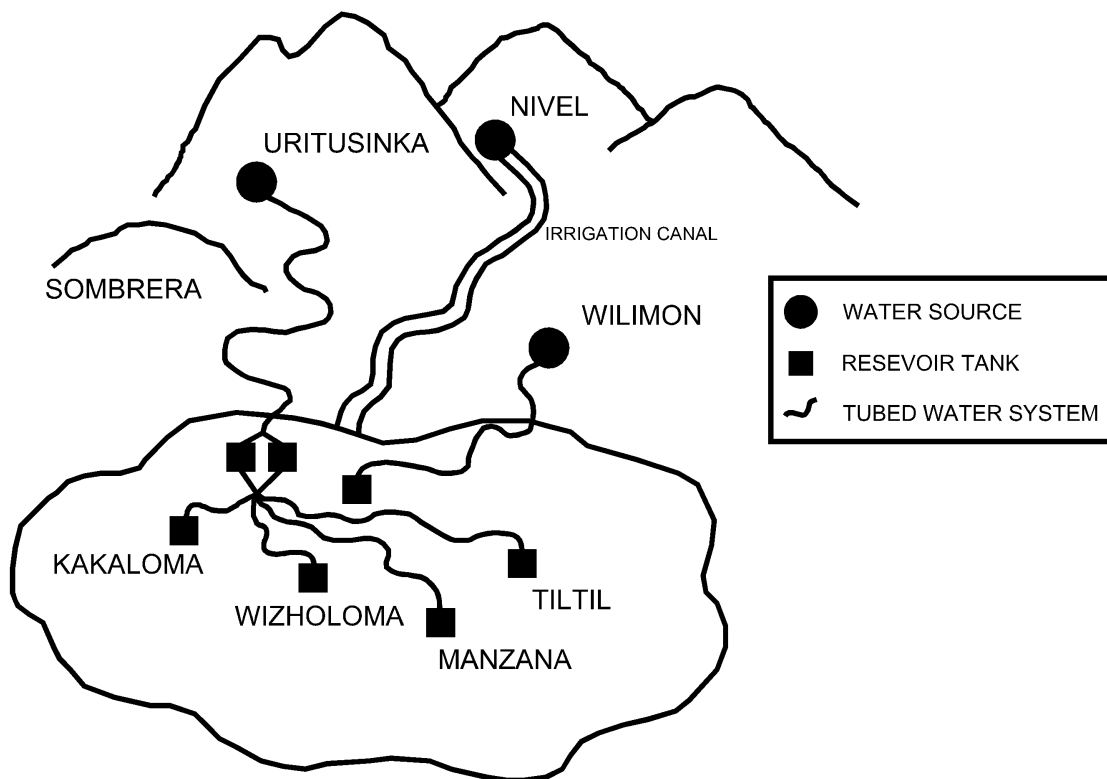 NIVEL
URITUSINKA
IRRIGATION CANAL
SOMBRERA
WILIMON
WATER SOURCE
RESEVOIR TANK
TUBED WATER SYSTEM
KAKALOMA
WIZHOLOMA
TILTIL
MANZANA